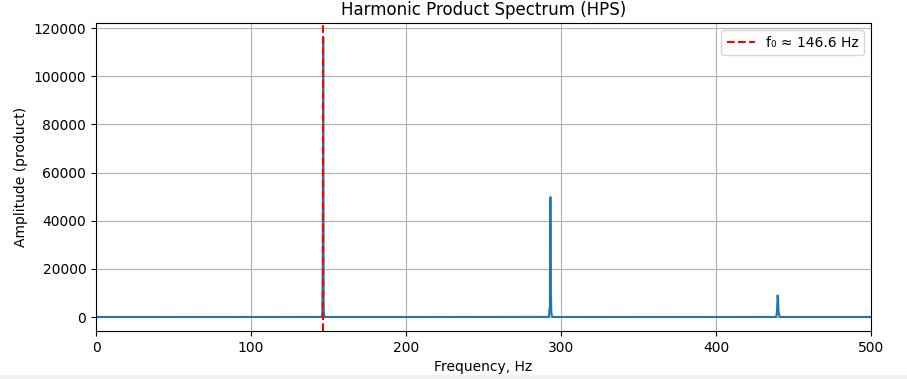 Harmonic Product Spectrum (HPS)
120000
100000
80000
60000
40000
20000
0
Amplitude (product)
f₀ ≈ 146.6 Hz
0 100 200 300 400 500
Frequency, Hz